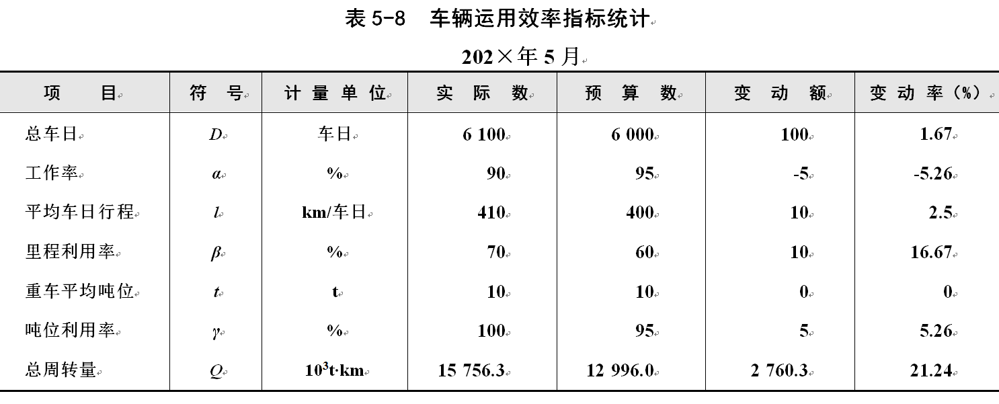 表 5-8 车辆运用效率指标统计
202×年 5 月
项 目 符 号 计 量 单 位 实 际 数 预 算 数 变 动 额 变 动 率（%）
总车日 D 车日 6 100 6 000 100 1.67
工作率 α % 90 95 -5 -5.26
平均车日行程 l km/车日 410 400 10 2.5
里程利用率 β % 70 60 10 16.67
重车平均吨位 t t 10 10 0 0
吨位利用率 γ % 100 95 5 5.26
总周转量 Q 10³t·km 15 756.3 12 996.0 2 760.3 21.24